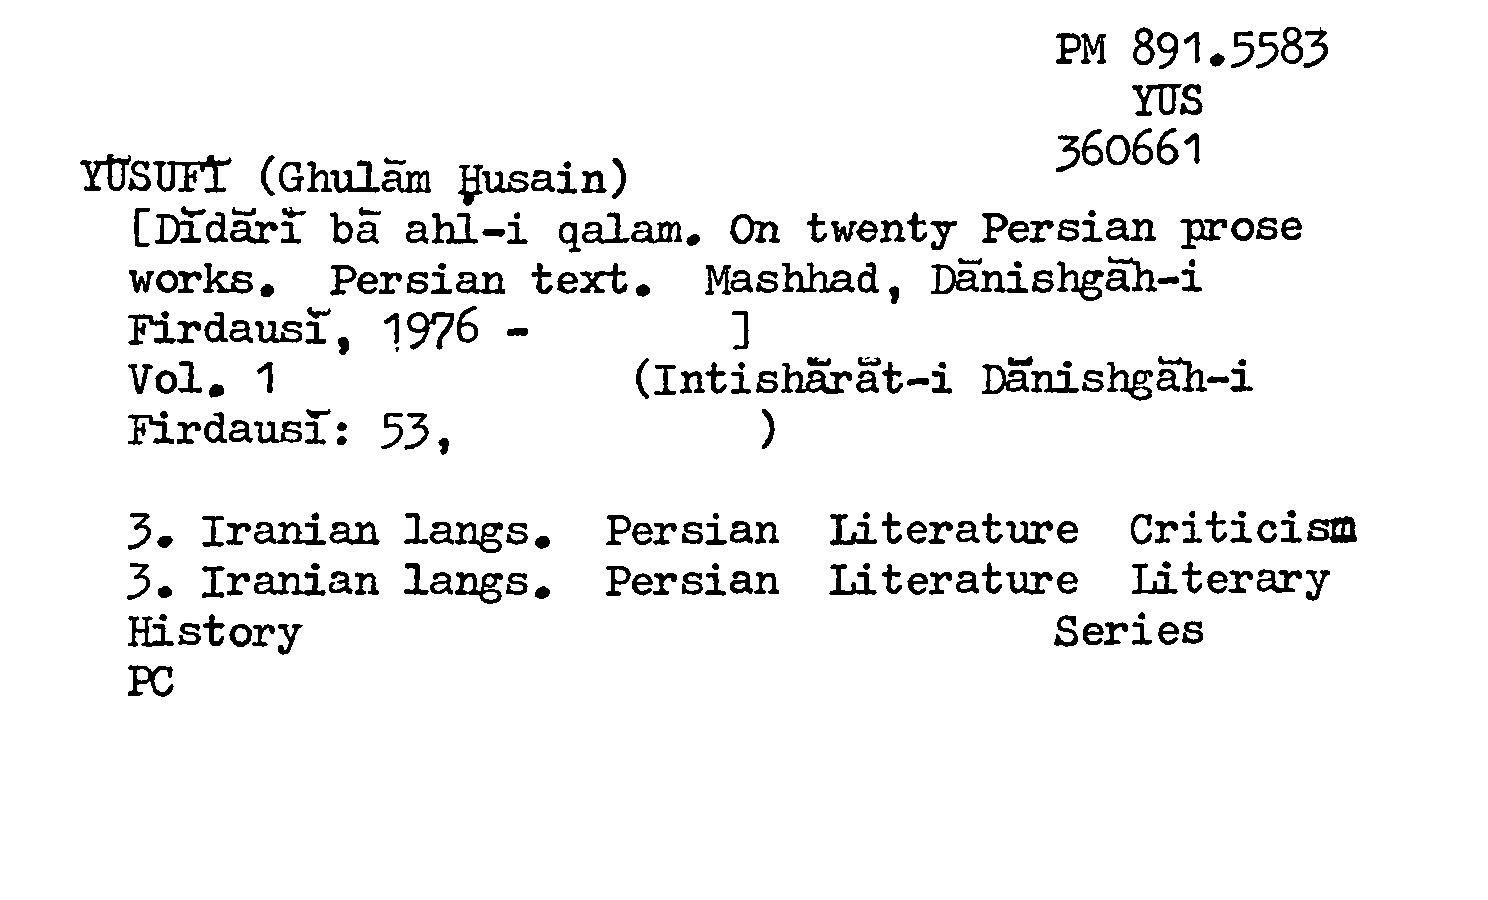 PM 891.5583
YUS
360661
YŪSUFĪ (Ghulām Ḥusain)
[Dīdārī bā ahl-i qalam. On twenty Persian prose
works. Persian text. Mashhad, Dānishgāh-i
Firdausī, 1976 - ]
Vol. 1 (Intishārāt-i Dānishgāh-i
Firdausī: 53, )
3. Iranian langs. Persian Literature Criticism
3. Iranian langs. Persian Literature Literary
History Series
PC